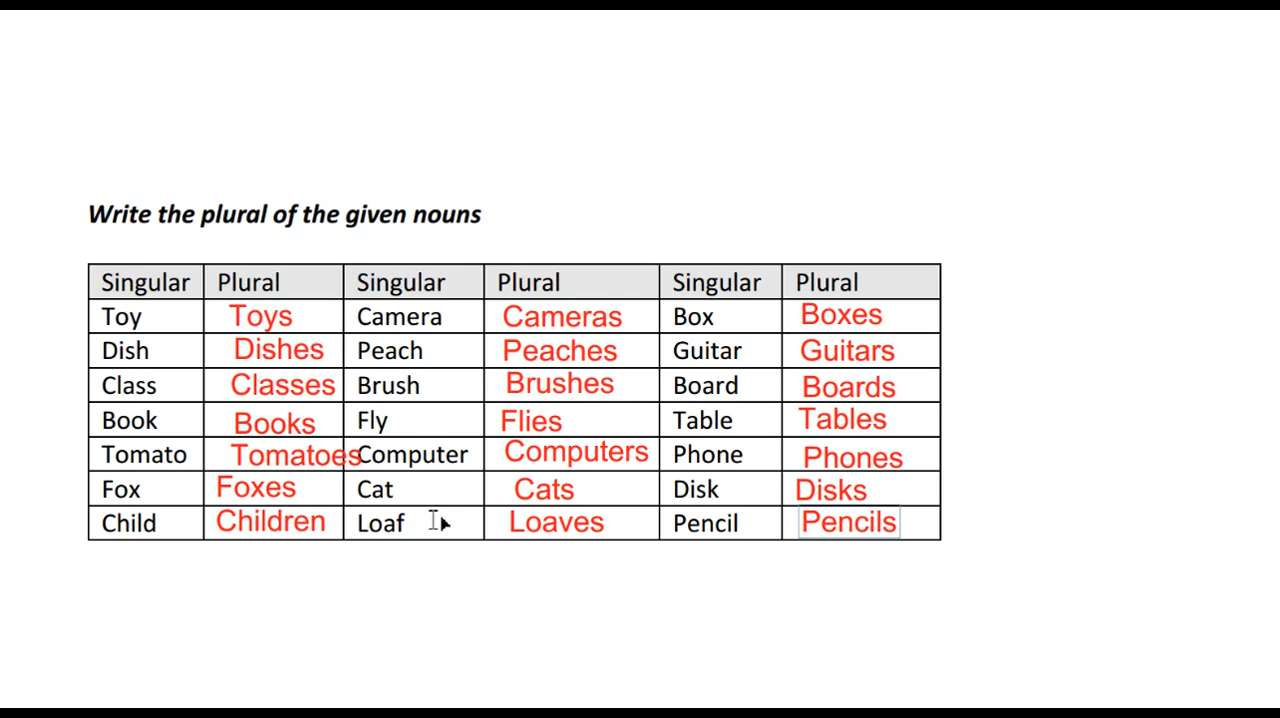 Write the plural of the given nouns
Singular Plural Singular Plural Singular Plural
Toy Toys Camera Cameras Box Boxes
Dish Dishes Peach Peaches Guitar Guitars
Class Classes Brush Brushes Board Boards
Book Books Fly Flies Table Tables
Tomato Tomatoes Computer Computers Phone Phones
Fox Foxes Cat Cats Disk Disks
Child Children Loaf Loaves Pencil Pencils